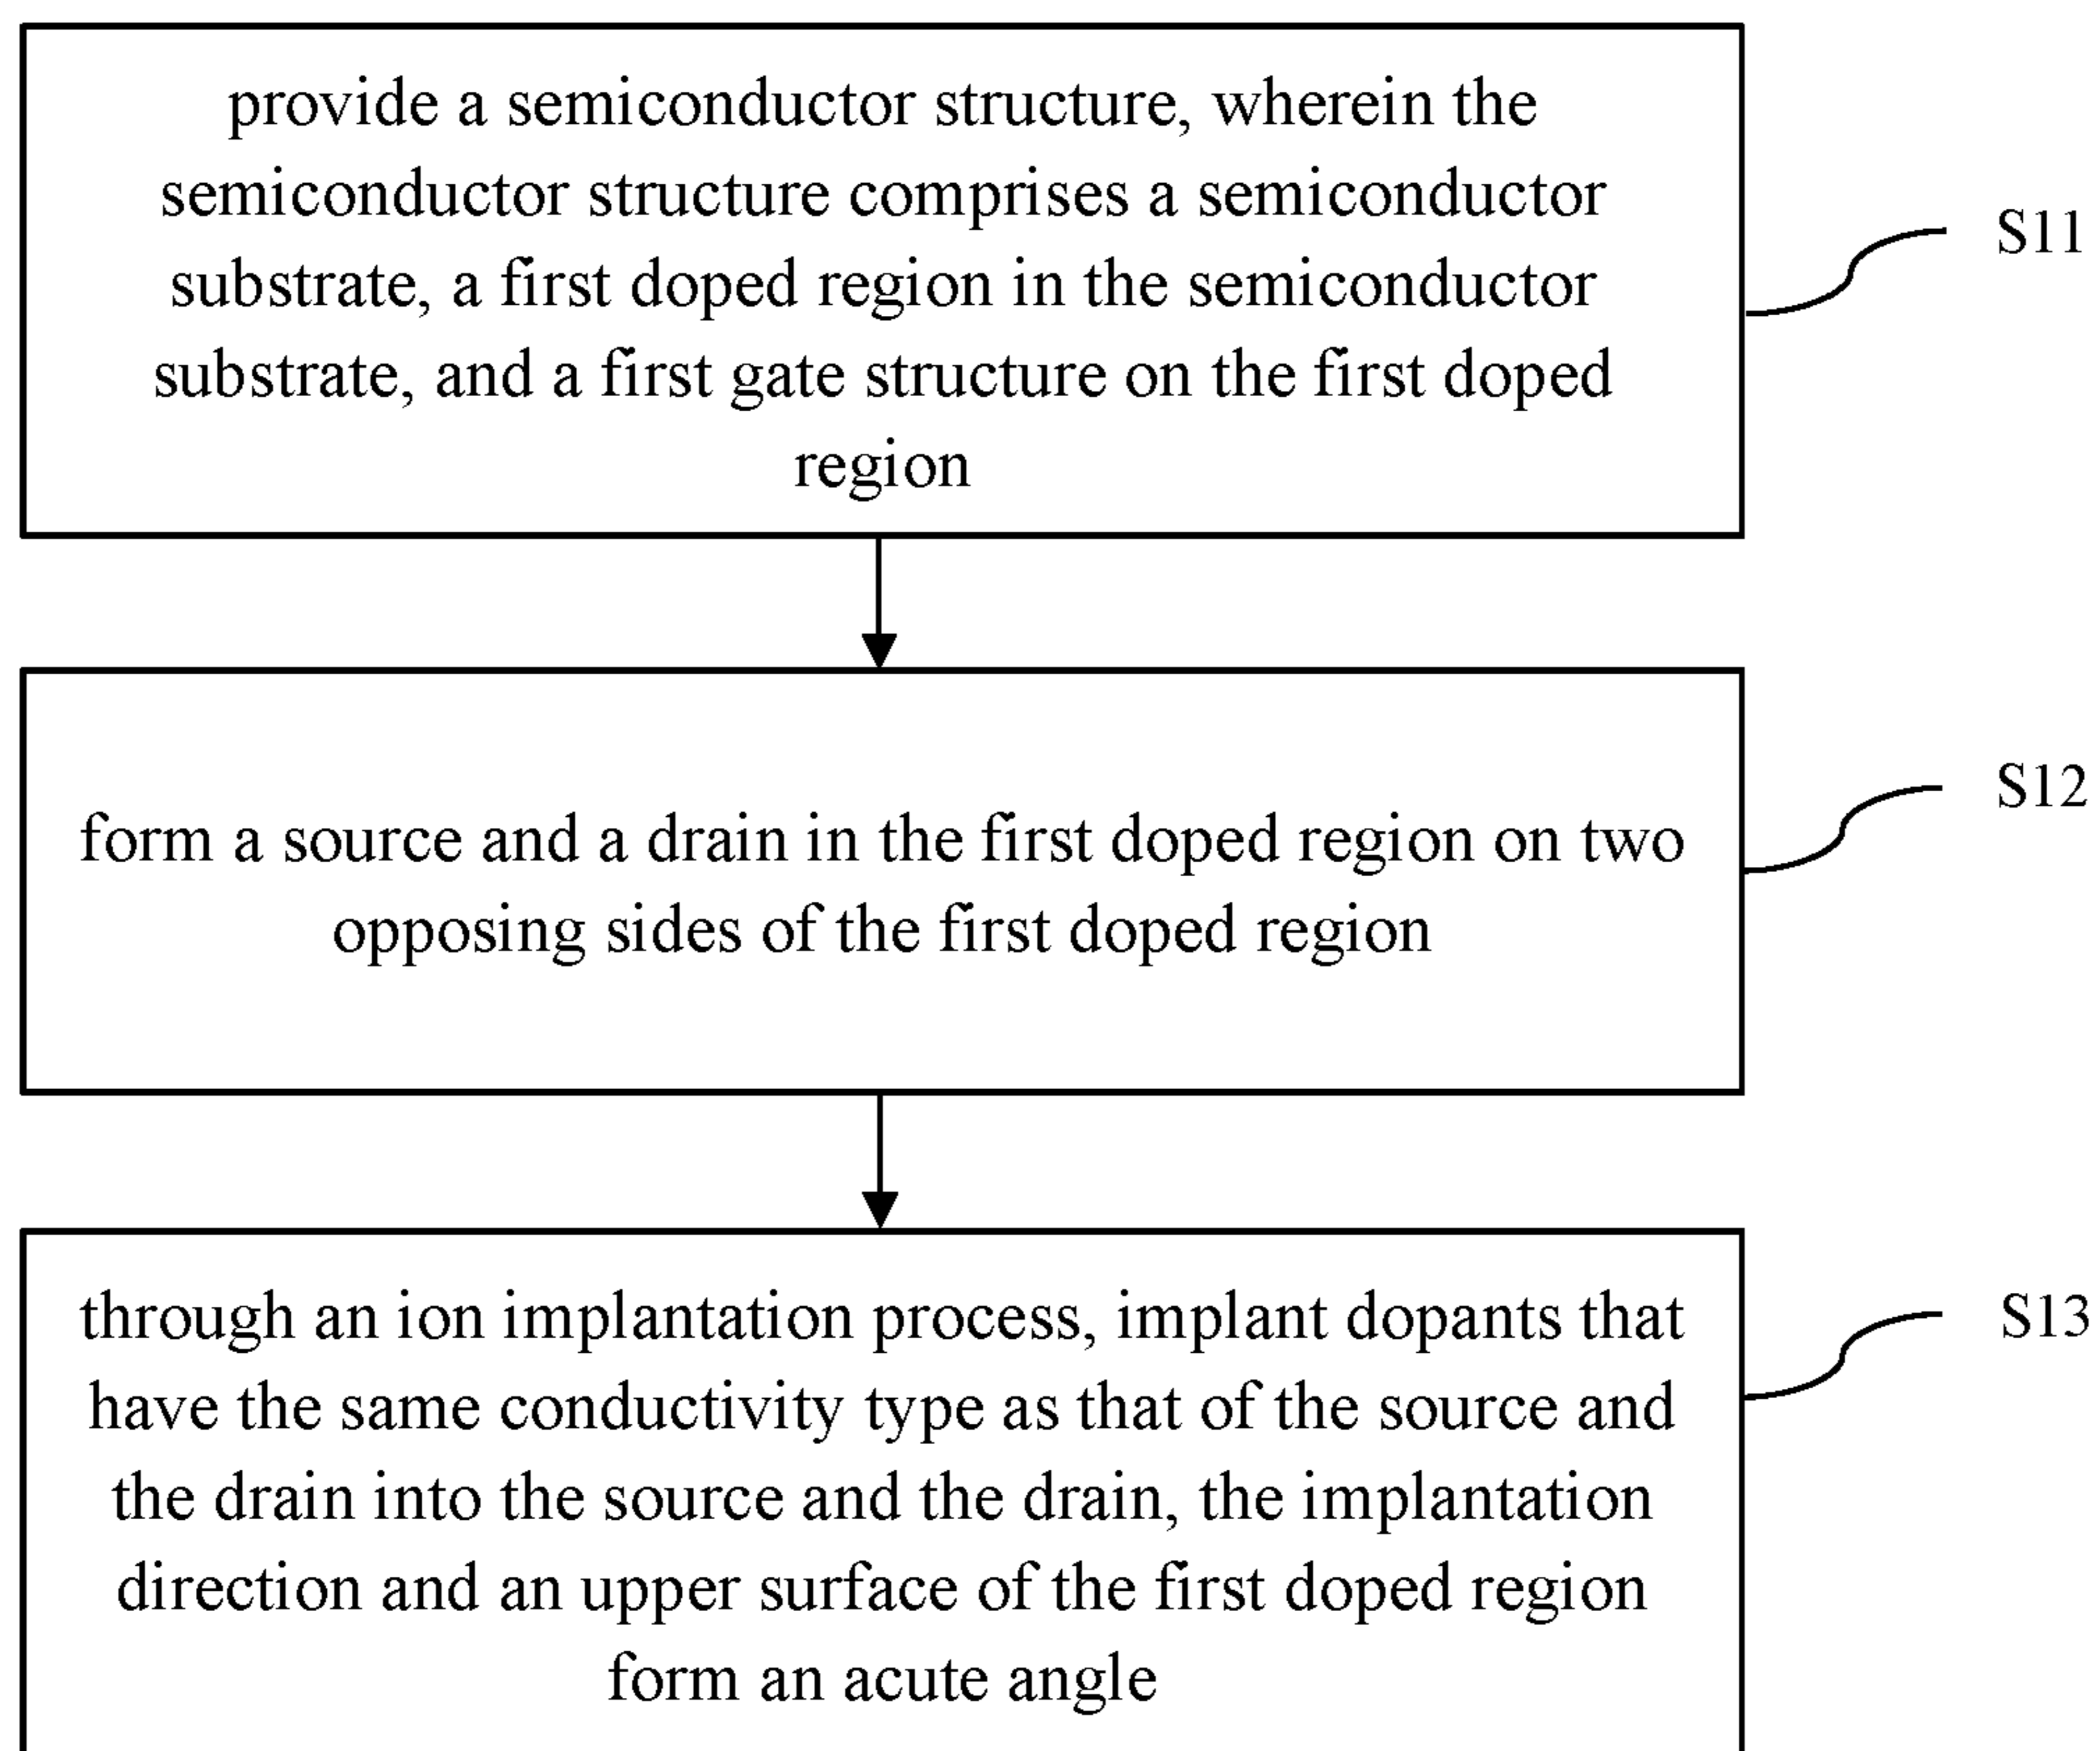 provide a semiconductor structure, wherein the
semiconductor structure comprises a semiconductor
substrate, a first doped region in the semiconductor
substrate, and a first gate structure on the first doped
region
S11
form a source and a drain in the first doped region on two
opposing sides of the first doped region
S12
through an ion implantation process, implant dopants that
have the same conductivity type as that of the source and
the drain into the source and the drain, the implantation
direction and an upper surface of the first doped region
form an acute angle
S13